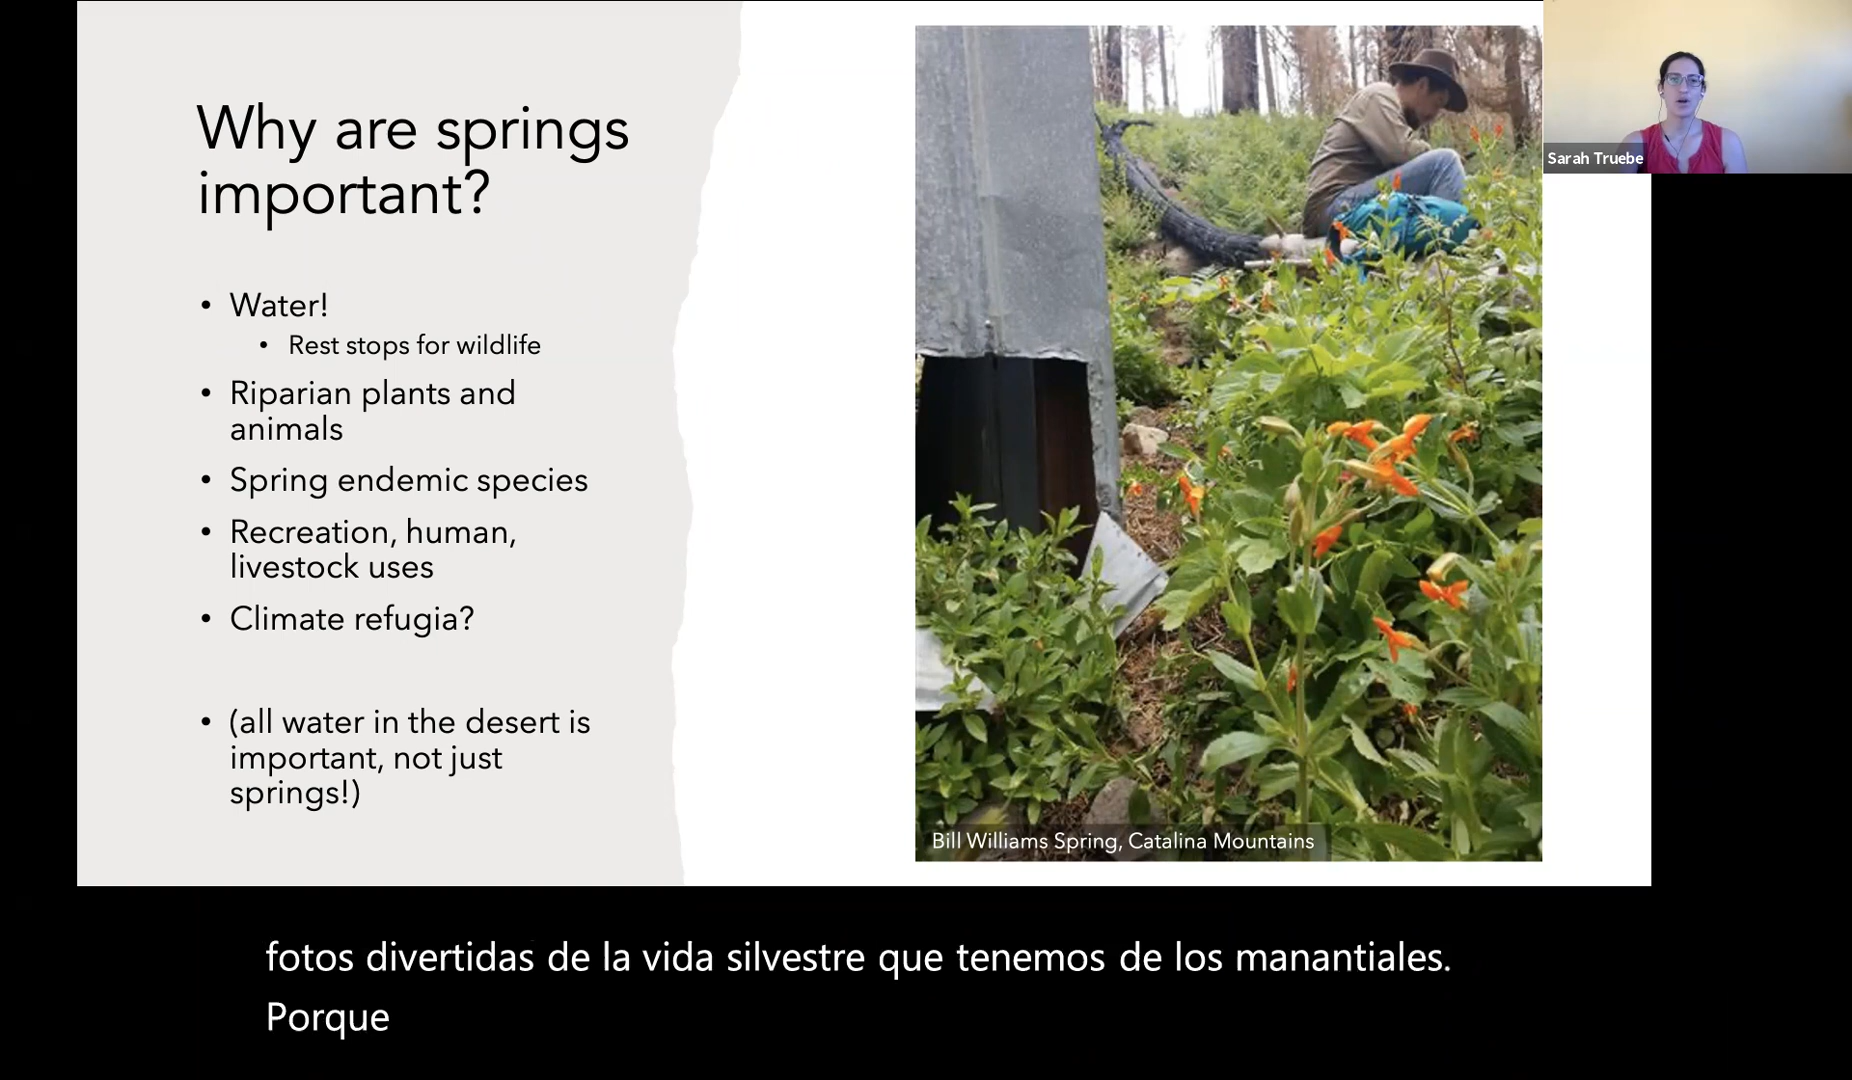 Why are springs
important?
• Water!
• Rest stops for wildlife
• Riparian plants and
animals
• Spring endemic species
• Recreation, human,
livestock uses
• Climate refugia?
• (all water in the desert is
important, not just
springs!)
Bill Williams Spring, Catalina Mountains
Sarah Truebe
fotos divertidas de la vida silvestre que tenemos de los manantiales.
Porque